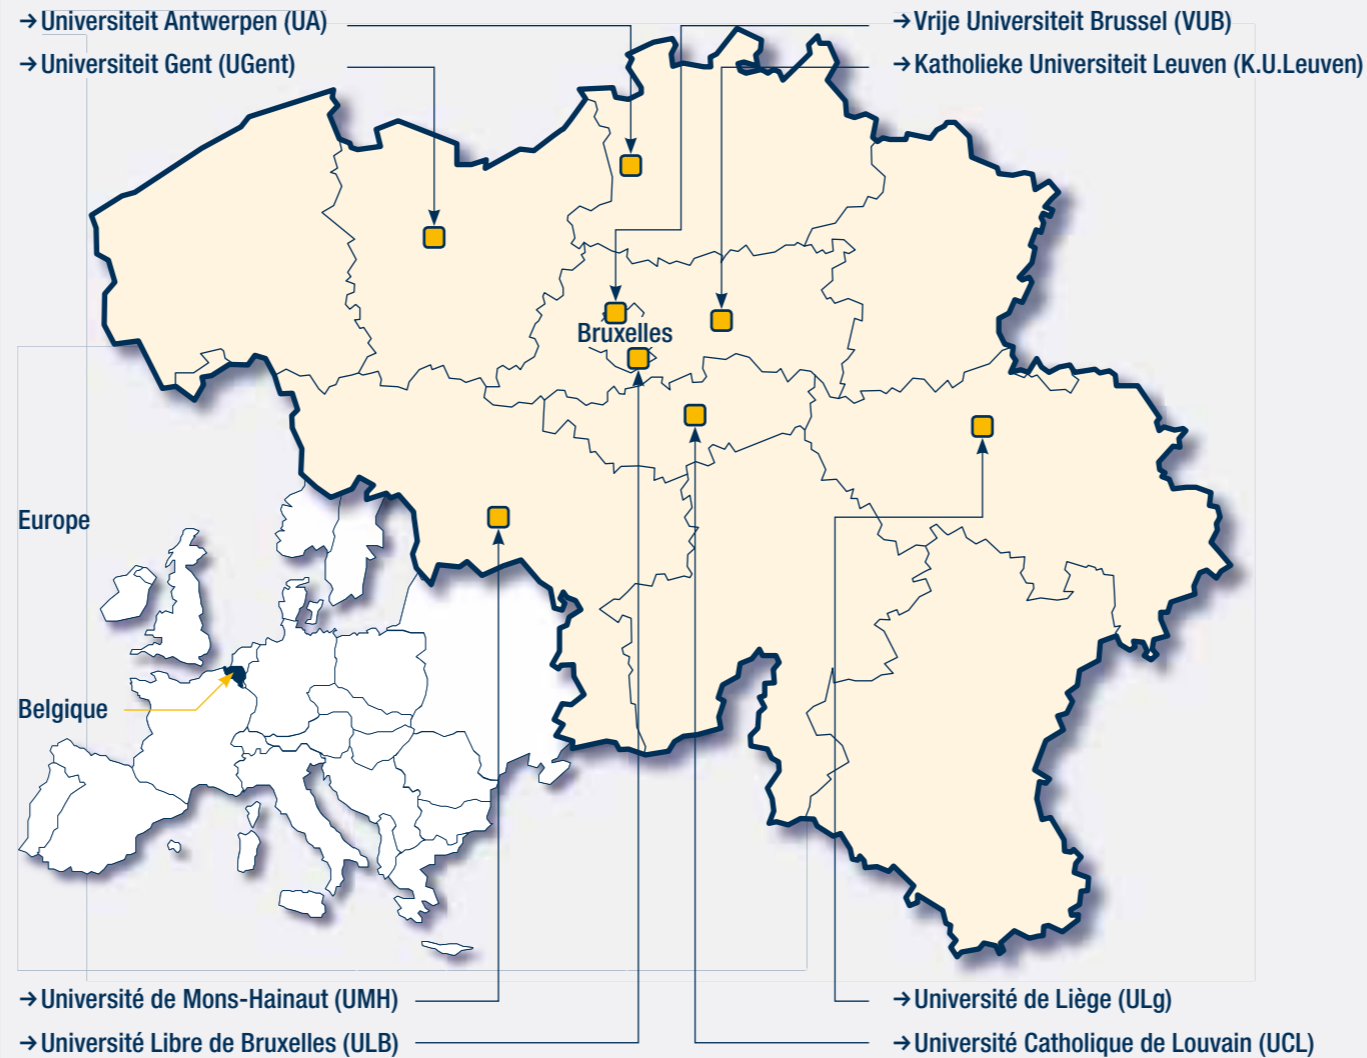 →Universiteit Antwerpen (UA)
→Vrije Universiteit Brussel (VUB)
→Universiteit Gent (UGent)
→Katholieke Universiteit Leuven (K.U.Leuven)
Bruxelles
Europe
Belgique
→Université de Mons-Hainaut (UMH)
→Université de Liège (ULg)
→Université Libre de Bruxelles (ULB)
→Université Catholique de Louvain (UCL)